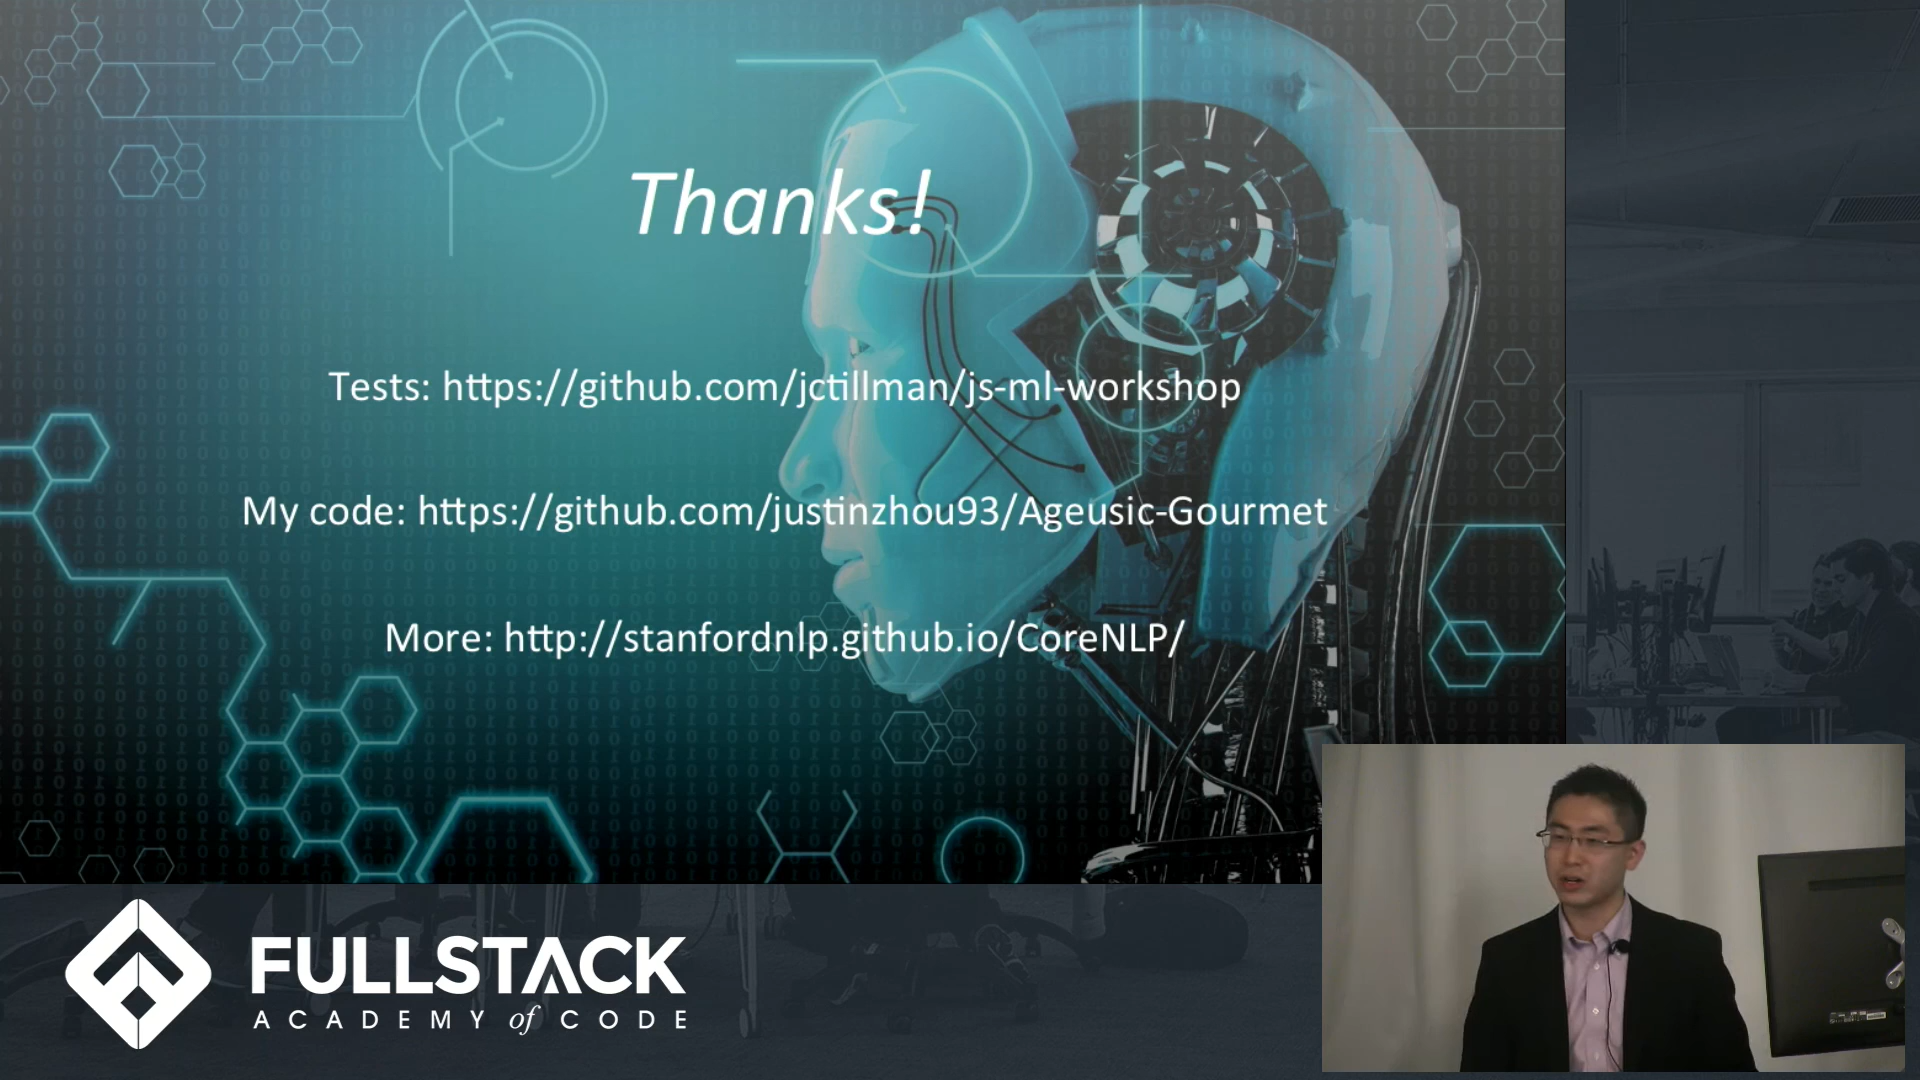 Thanks!
Tests: https://github.com/jctillman/js-ml-workshop
My code: https://github.com/justinzhou93/Ageusic-Gourmet
More: http://stanfordnlp.github.io/CoreNLP/
FULLSTACK
ACADEMY of CODE